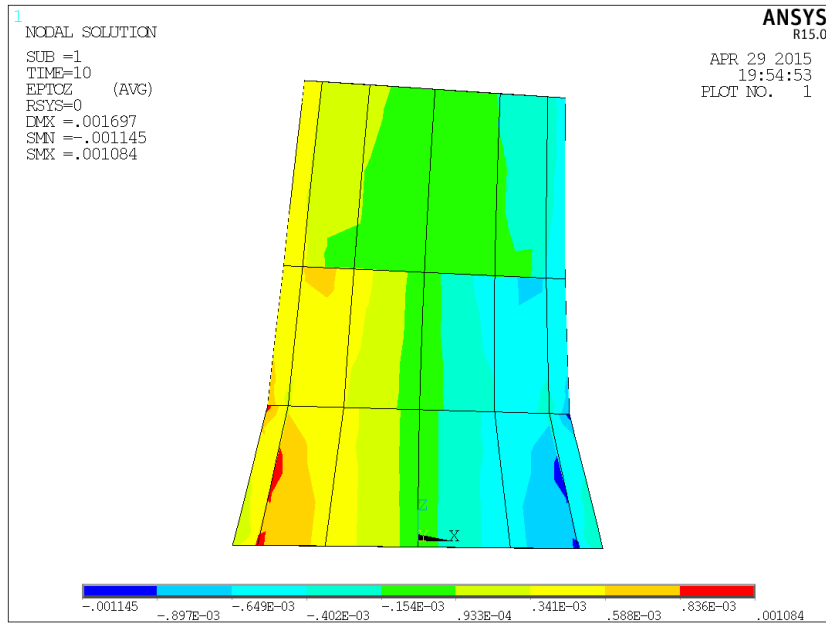 1
NODAL SOLUTION
SUB =1
TIME=10
EPTOZ (AVG)
RSYS=0
DMX =.001697
SMN =-.001145
SMX =.001084
ANSYS
R15.0
APR 29 2015
19:54:53
PLOT NO. 1
Z
Y X
-.001145 -.897E-03 -.649E-03 -.402E-03 -.154E-03 .933E-04 .341E-03 .588E-03 .836E-03 .001084